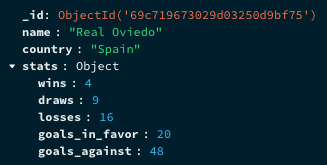 _id: ObjectId('69c719673029d03250d9bf75')
name : "Real Oviedo"
country : "Spain"
stats : Object
wins : 4
draws : 9
losses : 16
goals_in_favor : 20
goals_against : 48